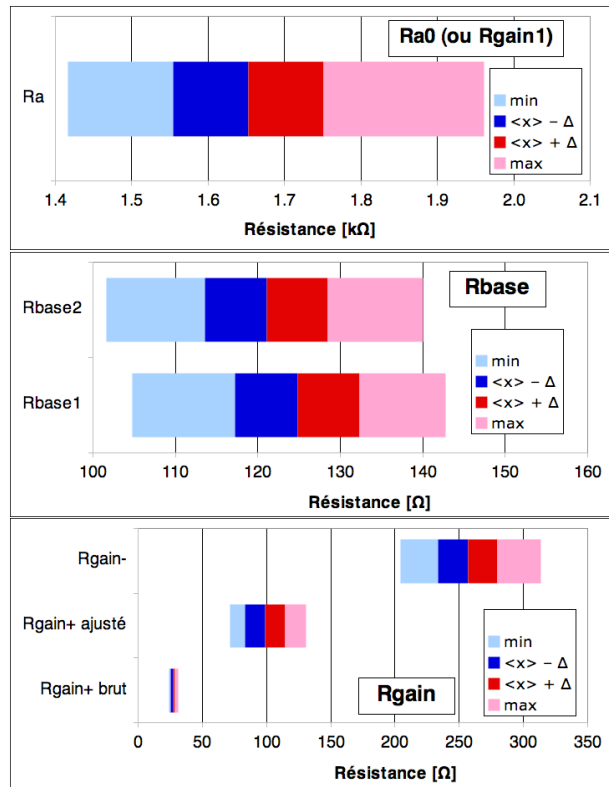 Ra0 (ou Rgain1)
Ra
min
<x> − Δ
<x> + Δ
max
1.4 1.5 1.6 1.7 1.8 1.9 2.0 2.1
Résistance [kΩ]
Rbase2
Rbase
Rbase1
min
<x> − Δ
<x> + Δ
max
100 110 120 130 140 150 160
Résistance [Ω]
Rgain-
Rgain+ ajusté
Rgain+ brut
min
<x> − Δ
<x> + Δ
max
Rgain
0 50 100 150 200 250 300 350
Résistance [Ω]